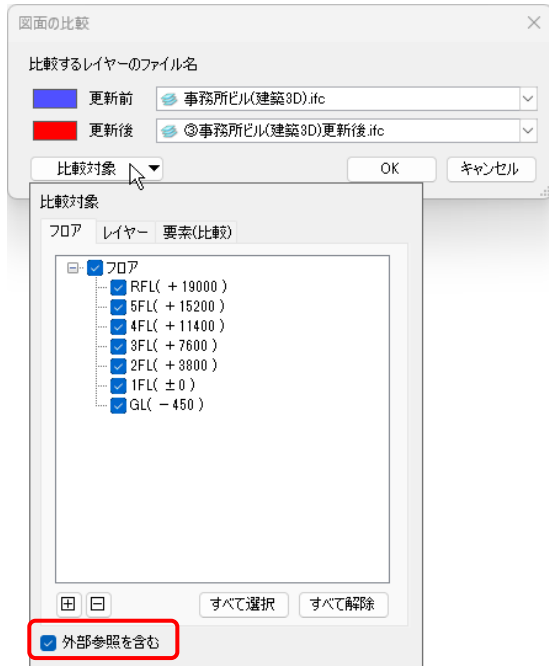 図面の比較
比較するレイヤーのファイル名
更新前 事務所ビル(建築3D).ifc
更新後 ③事務所ビル(建築3D)更新後.ifc
比較対象 OK キャンセル
比較対象
フロア レイヤー 要素(比較)
フロア
RFL( +19000 )
5FL( +15200 )
4FL( +11400 )
3FL( +7600 )
2FL( +3800 )
1FL( ±0 )
GL( -450 )
すべて選択 すべて解除
外部参照を含む